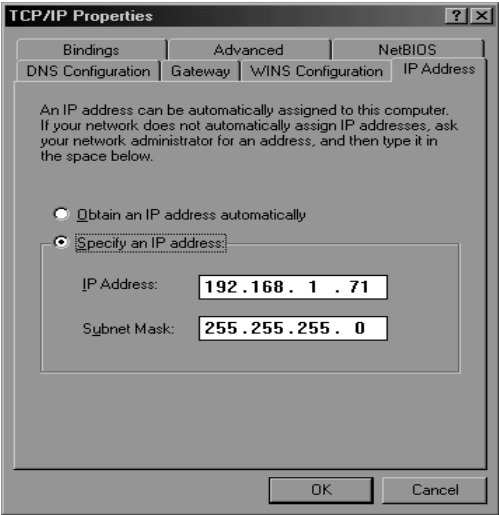 TCP/IP Properties
? X
Bindings Advanced NetBIOS
DNS Configuration Gateway WINS Configuration IP Address
An IP address can be automatically assigned to this computer.
If your network does not automatically assign IP addresses, ask
your network administrator for an address, and then type it in
the space below.
Obtain an IP address automatically
Specify an IP address:
IP Address: 192.168. 1 .71
Subnet Mask: 255.255.255. 0
OK Cancel